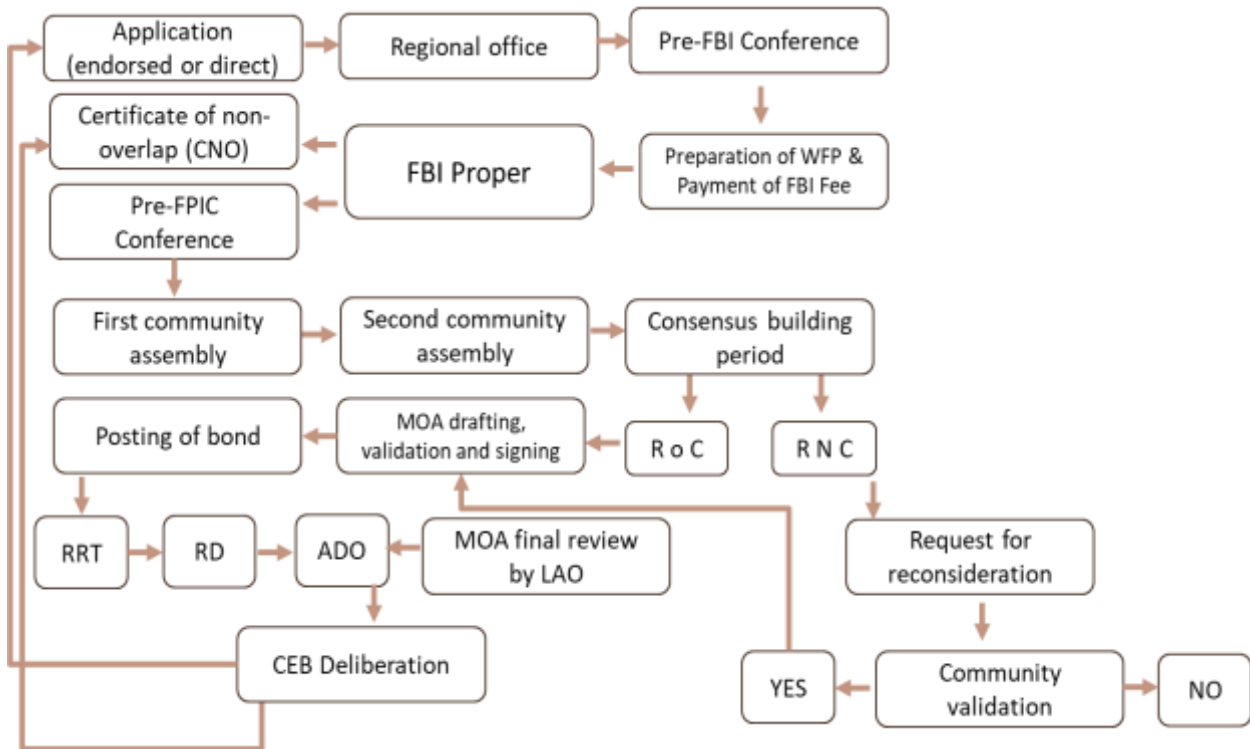 Application
(endorsed or direct)
Regional office
Pre-FBI Conference
Certificate of non-
overlap (CNO)
FBI Proper
Preparation of WFP &
Payment of FBI Fee
Pre-FPIC
Conference
First community
assembly
Second community
assembly
Consensus building
period
Posting of bond
MOA drafting,
validation and signing
R o C
R N C
RRT
RD
ADO
MOA final review
by LAO
Request for
reconsideration
CEB Deliberation
YES
Community
validation
NO